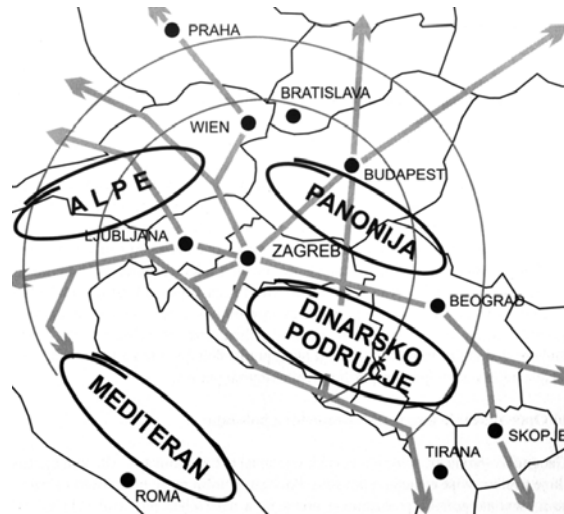 PRAHA
BRATISLAVA
WIEN
BUDAPEST
ALPE
PANONIJA
LJUBLJANA
ZAGREB
BEOGRAD
DINARSKO
PODRUČJE
MEDITERAN
SKOPJE
TIRANA
ROMA